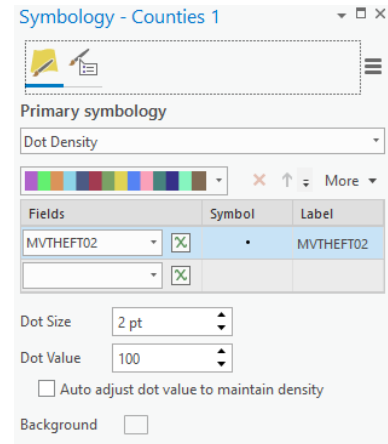 Symbology - Counties 1
Primary symbology
Dot Density
More
Fields Symbol Label
MVTHEFT02 MVTHEFT02
Dot Size 2 pt
Dot Value 100
Auto adjust dot value to maintain density
Background